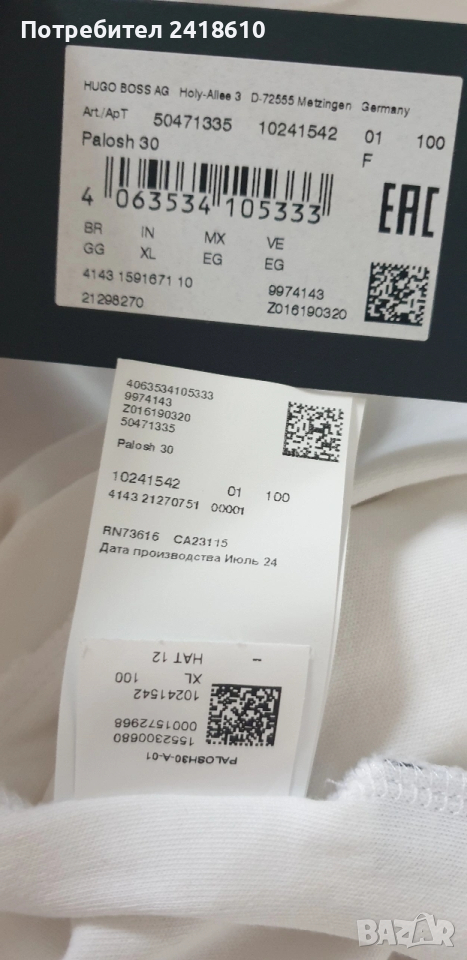 Потребител 2418610
HUGO BOSS AG Holy-Allee 3 D-72555 Metzingen Germany
Art./АрТ 50471335 10241542 01 100
Palosh 30 F
4 063534 105333
EAC
BR IN MX VE
GG XL EG EG
4143 1591671 10 9974143
21298270 Z016190320
4063534105333
9974143
Z016190320
50471335
Palosh 30
10241542 01 100
4143 21270751 00001
RN73616 CA23115
Дата производства Июль 24
PALOSH30-A-01
1552300680
0001572968
10241542
XL 100
HAT 12 –
BAZAR